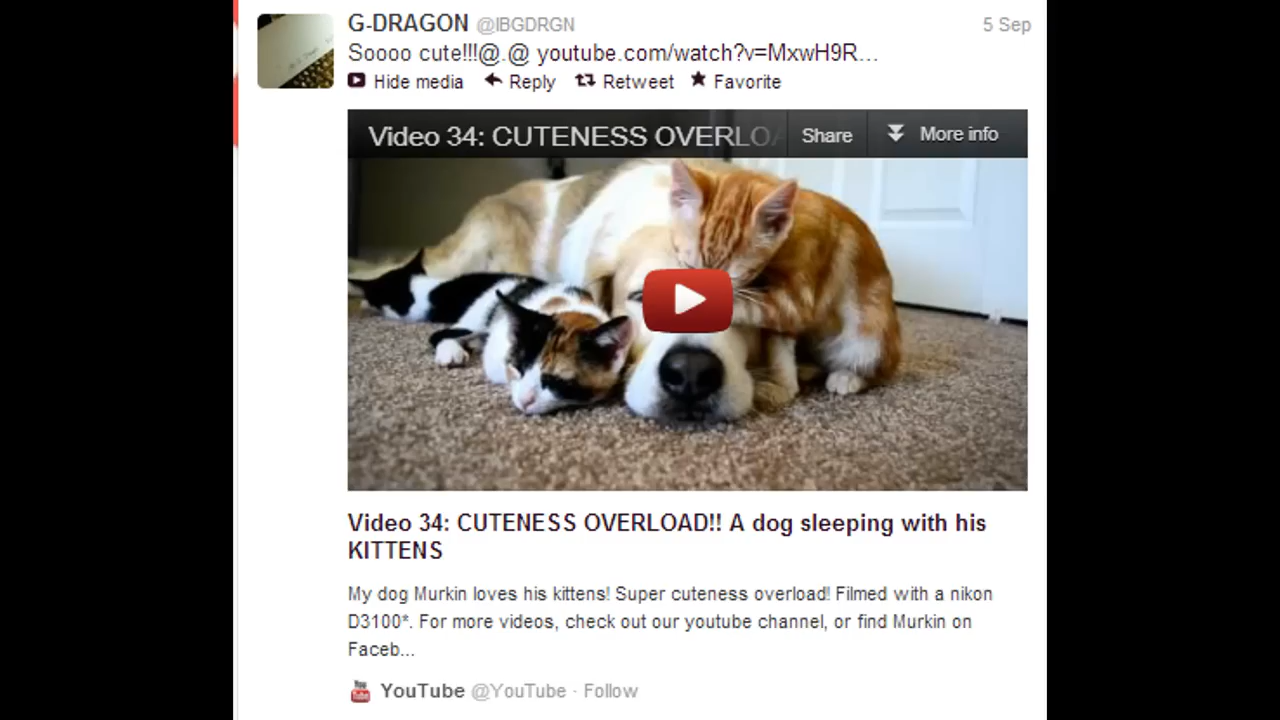 G-DRAGON @IBGDRGN 5 Sep
Soooo cute!!!@.@ youtube.com/watch?v=MxwH9R...
Hide media Reply Retweet Favorite
Video 34: CUTENESS OVERLOA Share More info
Video 34: CUTENESS OVERLOAD!! A dog sleeping with his
KITTENS
My dog Murkin loves his kittens! Super cuteness overload! Filmed with a nikon
D3100*. For more videos, check out our youtube channel, or find Murkin on
Faceb...
You
Tube
YouTube @YouTube · Follow